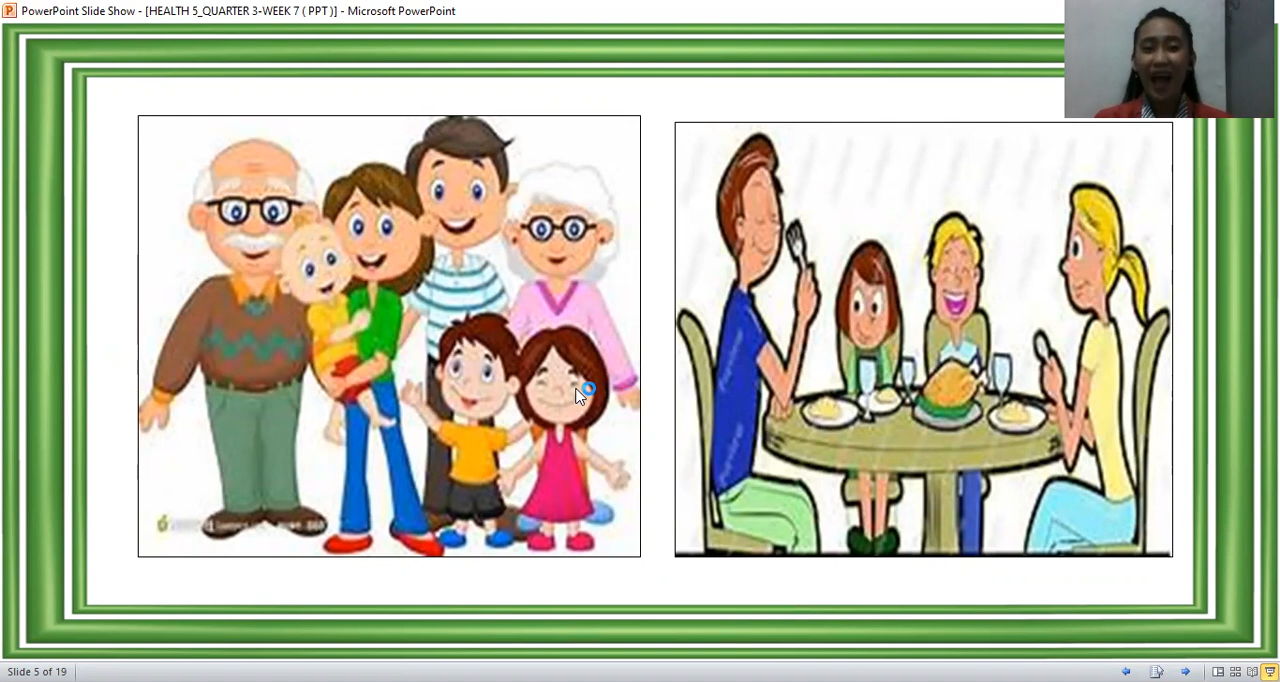 PowerPoint Slide Show - [HEALTH 5_QUARTER 3-WEEK 7 ( PPT )] - Microsoft PowerPoint
Slide 5 of 19